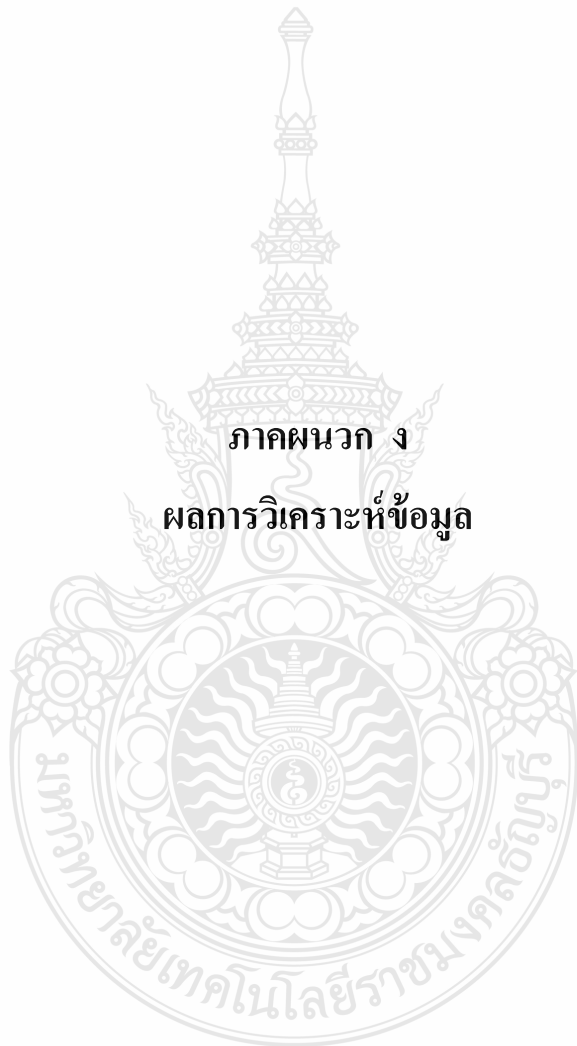 ภาคผนวก ง
ผลการวิเคราะห์ข้อมูล
มหาวิทยาลัยเทคโนโลยีราชมงคลธัญบุรี